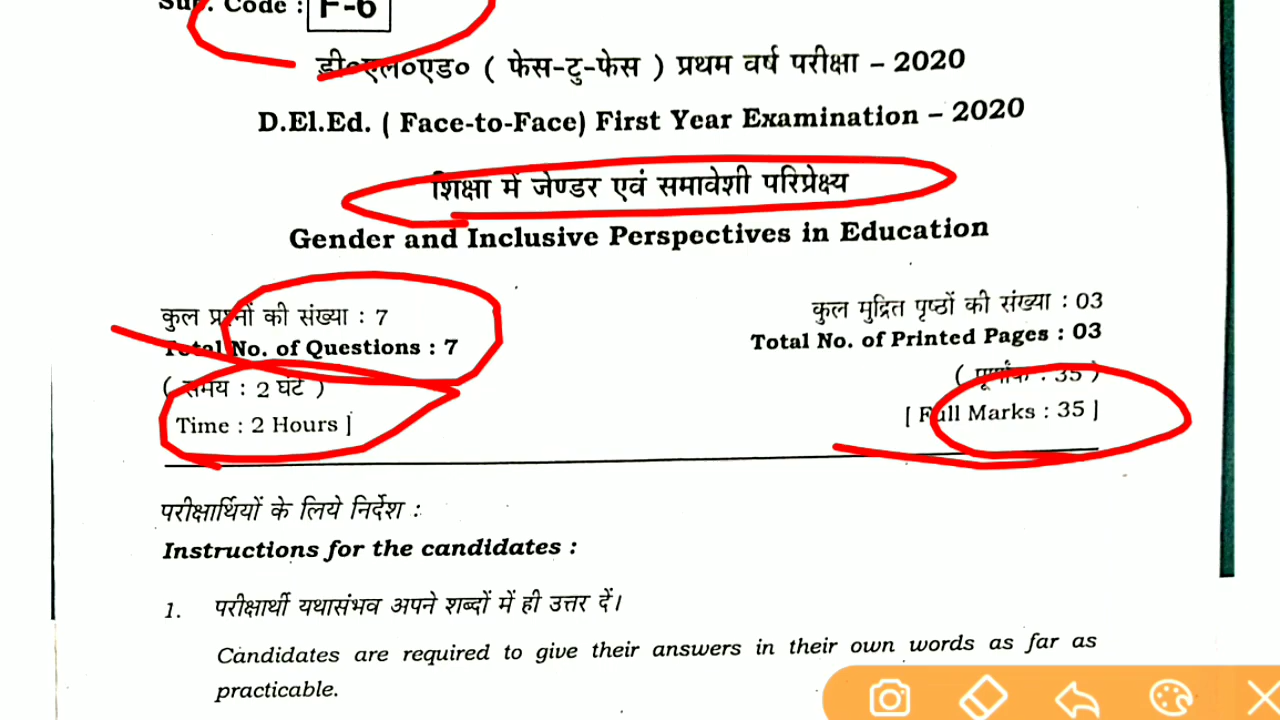 Sub. Code : F-6
डी०एल०एड० ( फेस-टु-फेस ) प्रथम वर्ष परीक्षा – 2020
D.El.Ed. ( Face-to-Face) First Year Examination – 2020
शिक्षा में जेण्डर एवं समावेशी परिप्रेक्ष्य
Gender and Inclusive Perspectives in Education
कुल प्रश्नों की संख्या : 7
Total No. of Questions : 7
( समय : 2 घंटे )
Time : 2 Hours ]
कुल मुद्रित पृष्ठों की संख्या : 03
Total No. of Printed Pages : 03
( पूर्णांक : 35 )
[ Full Marks : 35 ]
परीक्षार्थियों के लिये निर्देश :
Instructions for the candidates :
1. परीक्षार्थी यथासंभव अपने शब्दों में ही उत्तर दें।
Candidates are required to give their answers in their own words as far as
practicable.